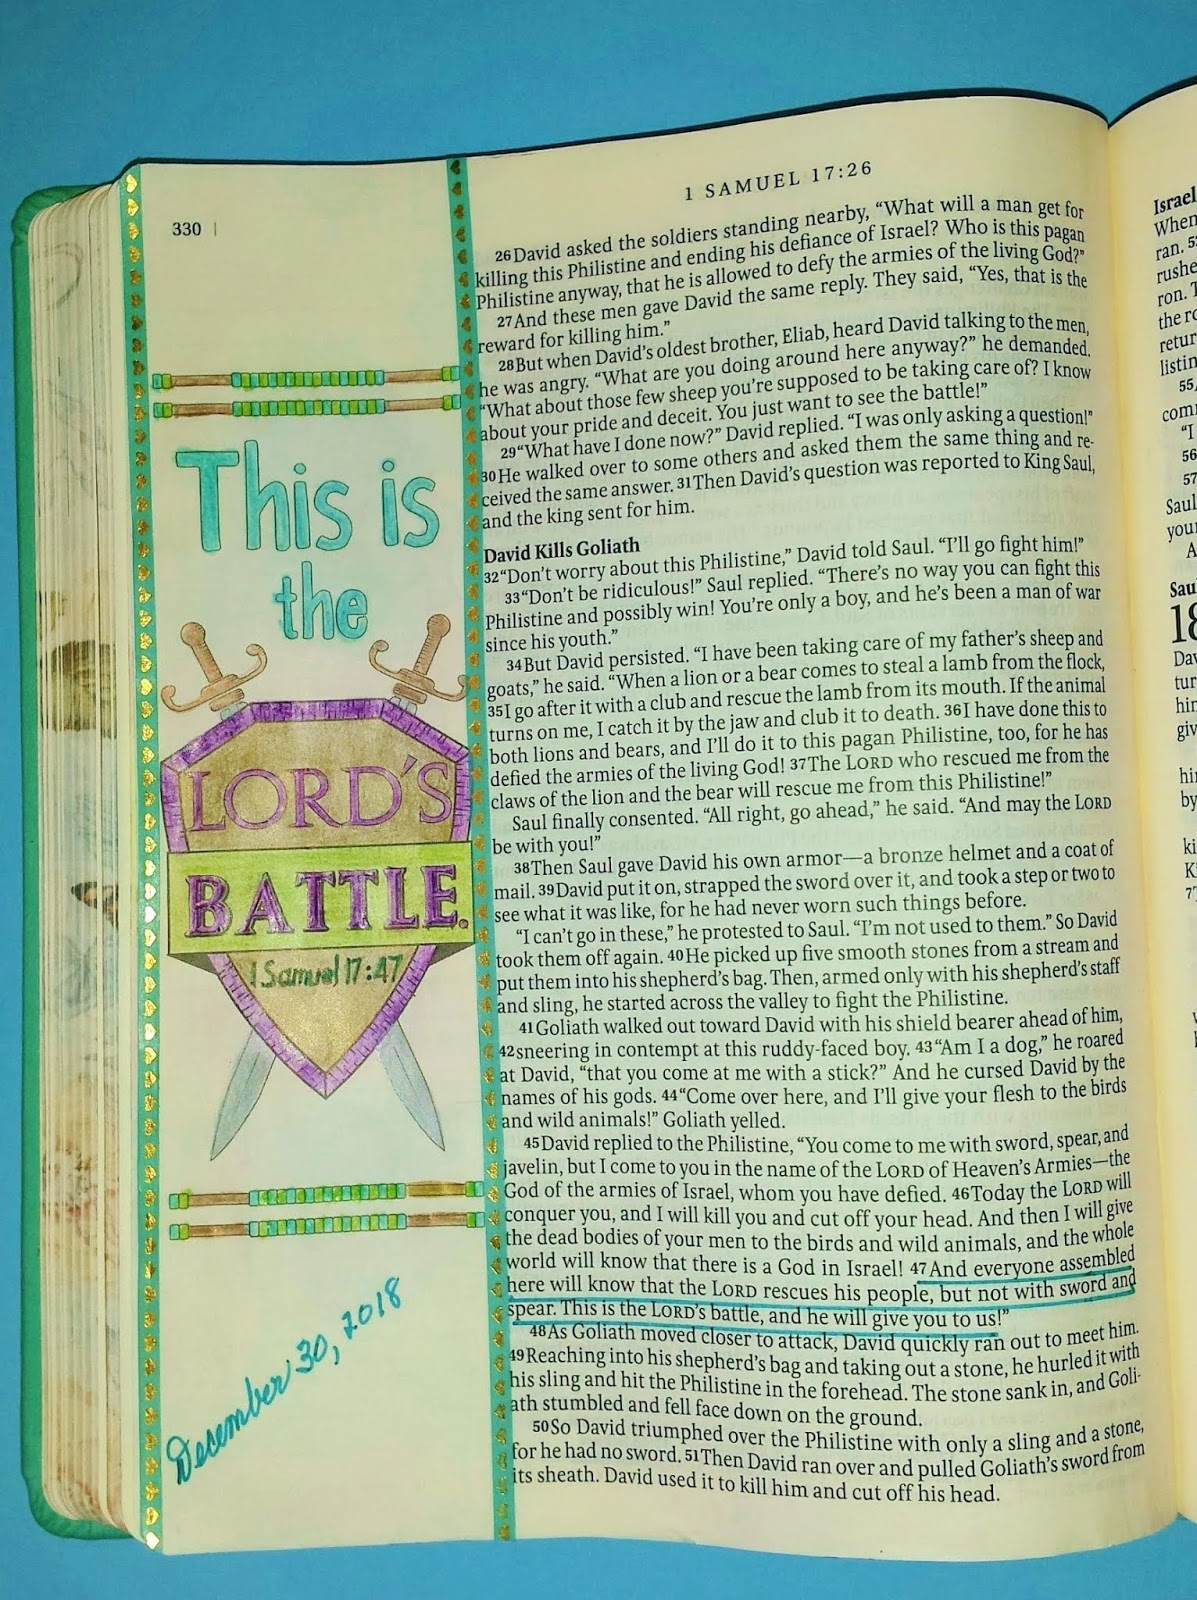 1 SAMUEL 17:26
330
This is
the
LORD'S
BATTLE.
1 Samuel 17:47
December 30, 2018
26David asked the soldiers standing nearby, “What will a man get for
killing this Philistine and ending his defiance of Israel? Who is this pagan
Philistine anyway, that he is allowed to defy the armies of the living God?”
27And these men gave David the same reply. They said, “Yes, that is the
reward for killing him.”
28But when David’s oldest brother, Eliab, heard David talking to the men,
he was angry. “What are you doing around here anyway?” he demanded.
“What about those few sheep you’re supposed to be taking care of? I know
about your pride and deceit. You just want to see the battle!”
29“What have I done now?” David replied. “I was only asking a question!”
30He walked over to some others and asked them the same thing and re-
ceived the same answer. 31Then David’s question was reported to King Saul,
and the king sent for him.
David Kills Goliath
32“Don’t worry about this Philistine,” David told Saul. “I’ll go fight him!”
33“Don’t be ridiculous!” Saul replied. “There’s no way you can fight this
Philistine and possibly win! You’re only a boy, and he’s been a man of war
since his youth.”
34But David persisted. “I have been taking care of my father’s sheep and
goats,” he said. “When a lion or a bear comes to steal a lamb from the flock,
35I go after it with a club and rescue the lamb from its mouth. If the animal
turns on me, I catch it by the jaw and club it to death. 36I have done this to
both lions and bears, and I’ll do it to this pagan Philistine, too, for he has
defied the armies of the living God! 37The LORD who rescued me from the
claws of the lion and the bear will rescue me from this Philistine!”
Saul finally consented. “All right, go ahead,” he said. “And may the LORD
be with you!”
38Then Saul gave David his own armor—a bronze helmet and a coat of
mail. 39David put it on, strapped the sword over it, and took a step or two to
see what it was like, for he had never worn such things before.
“I can’t go in these,” he protested to Saul. “I’m not used to them.” So David
took them off again. 40He picked up five smooth stones from a stream and
put them into his shepherd’s bag. Then, armed only with his shepherd’s staff
and sling, he started across the valley to fight the Philistine.
41Goliath walked out toward David with his shield bearer ahead of him,
42sneering in contempt at this ruddy-faced boy. 43“Am I a dog,” he roared
at David, “that you come at me with a stick?” And he cursed David by the
names of his gods. 44“Come over here, and I’ll give your flesh to the birds
and wild animals!” Goliath yelled.
45David replied to the Philistine, “You come to me with sword, spear, and
javelin, but I come to you in the name of the LORD of Heaven’s Armies—the
God of the armies of Israel, whom you have defied. 46Today the LORD will
conquer you, and I will kill you and cut off your head. And then I will give
the dead bodies of your men to the birds and wild animals, and the whole
world will know that there is a God in Israel! 47And everyone assembled
here will know that the LORD rescues his people, but not with sword and
spear. This is the LORD’s battle, and he will give you to us!”
48As Goliath moved closer to attack, David quickly ran out to meet him.
49Reaching into his shepherd’s bag and taking out a stone, he hurled it with
his sling and hit the Philistine in the forehead. The stone sank in, and Goli-
ath stumbled and fell face down on the ground.
50So David triumphed over the Philistine with only a sling and a stone,
for he had no sword. 51Then David ran over and pulled Goliath’s sword from
its sheath. David used it to kill him and cut off his head.
Israel
When
ran.
55
56
57
Saul